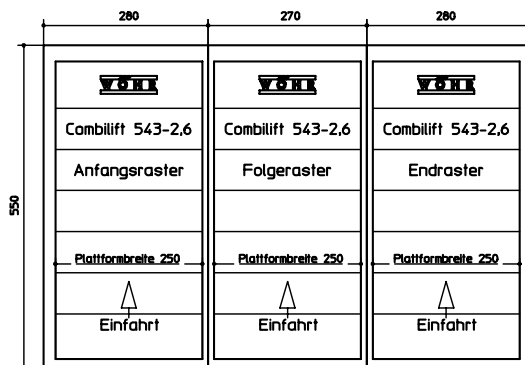 280 270 280
550
WÖHR WÖHR WÖHR
Combilift 543-2,6 Combilift 543-2,6 Combilift 543-2,6
Anfangsraster Folgeraster Endraster
Plattformbreite 250 Plattformbreite 250 Plattformbreite 250
Einfahrt Einfahrt Einfahrt